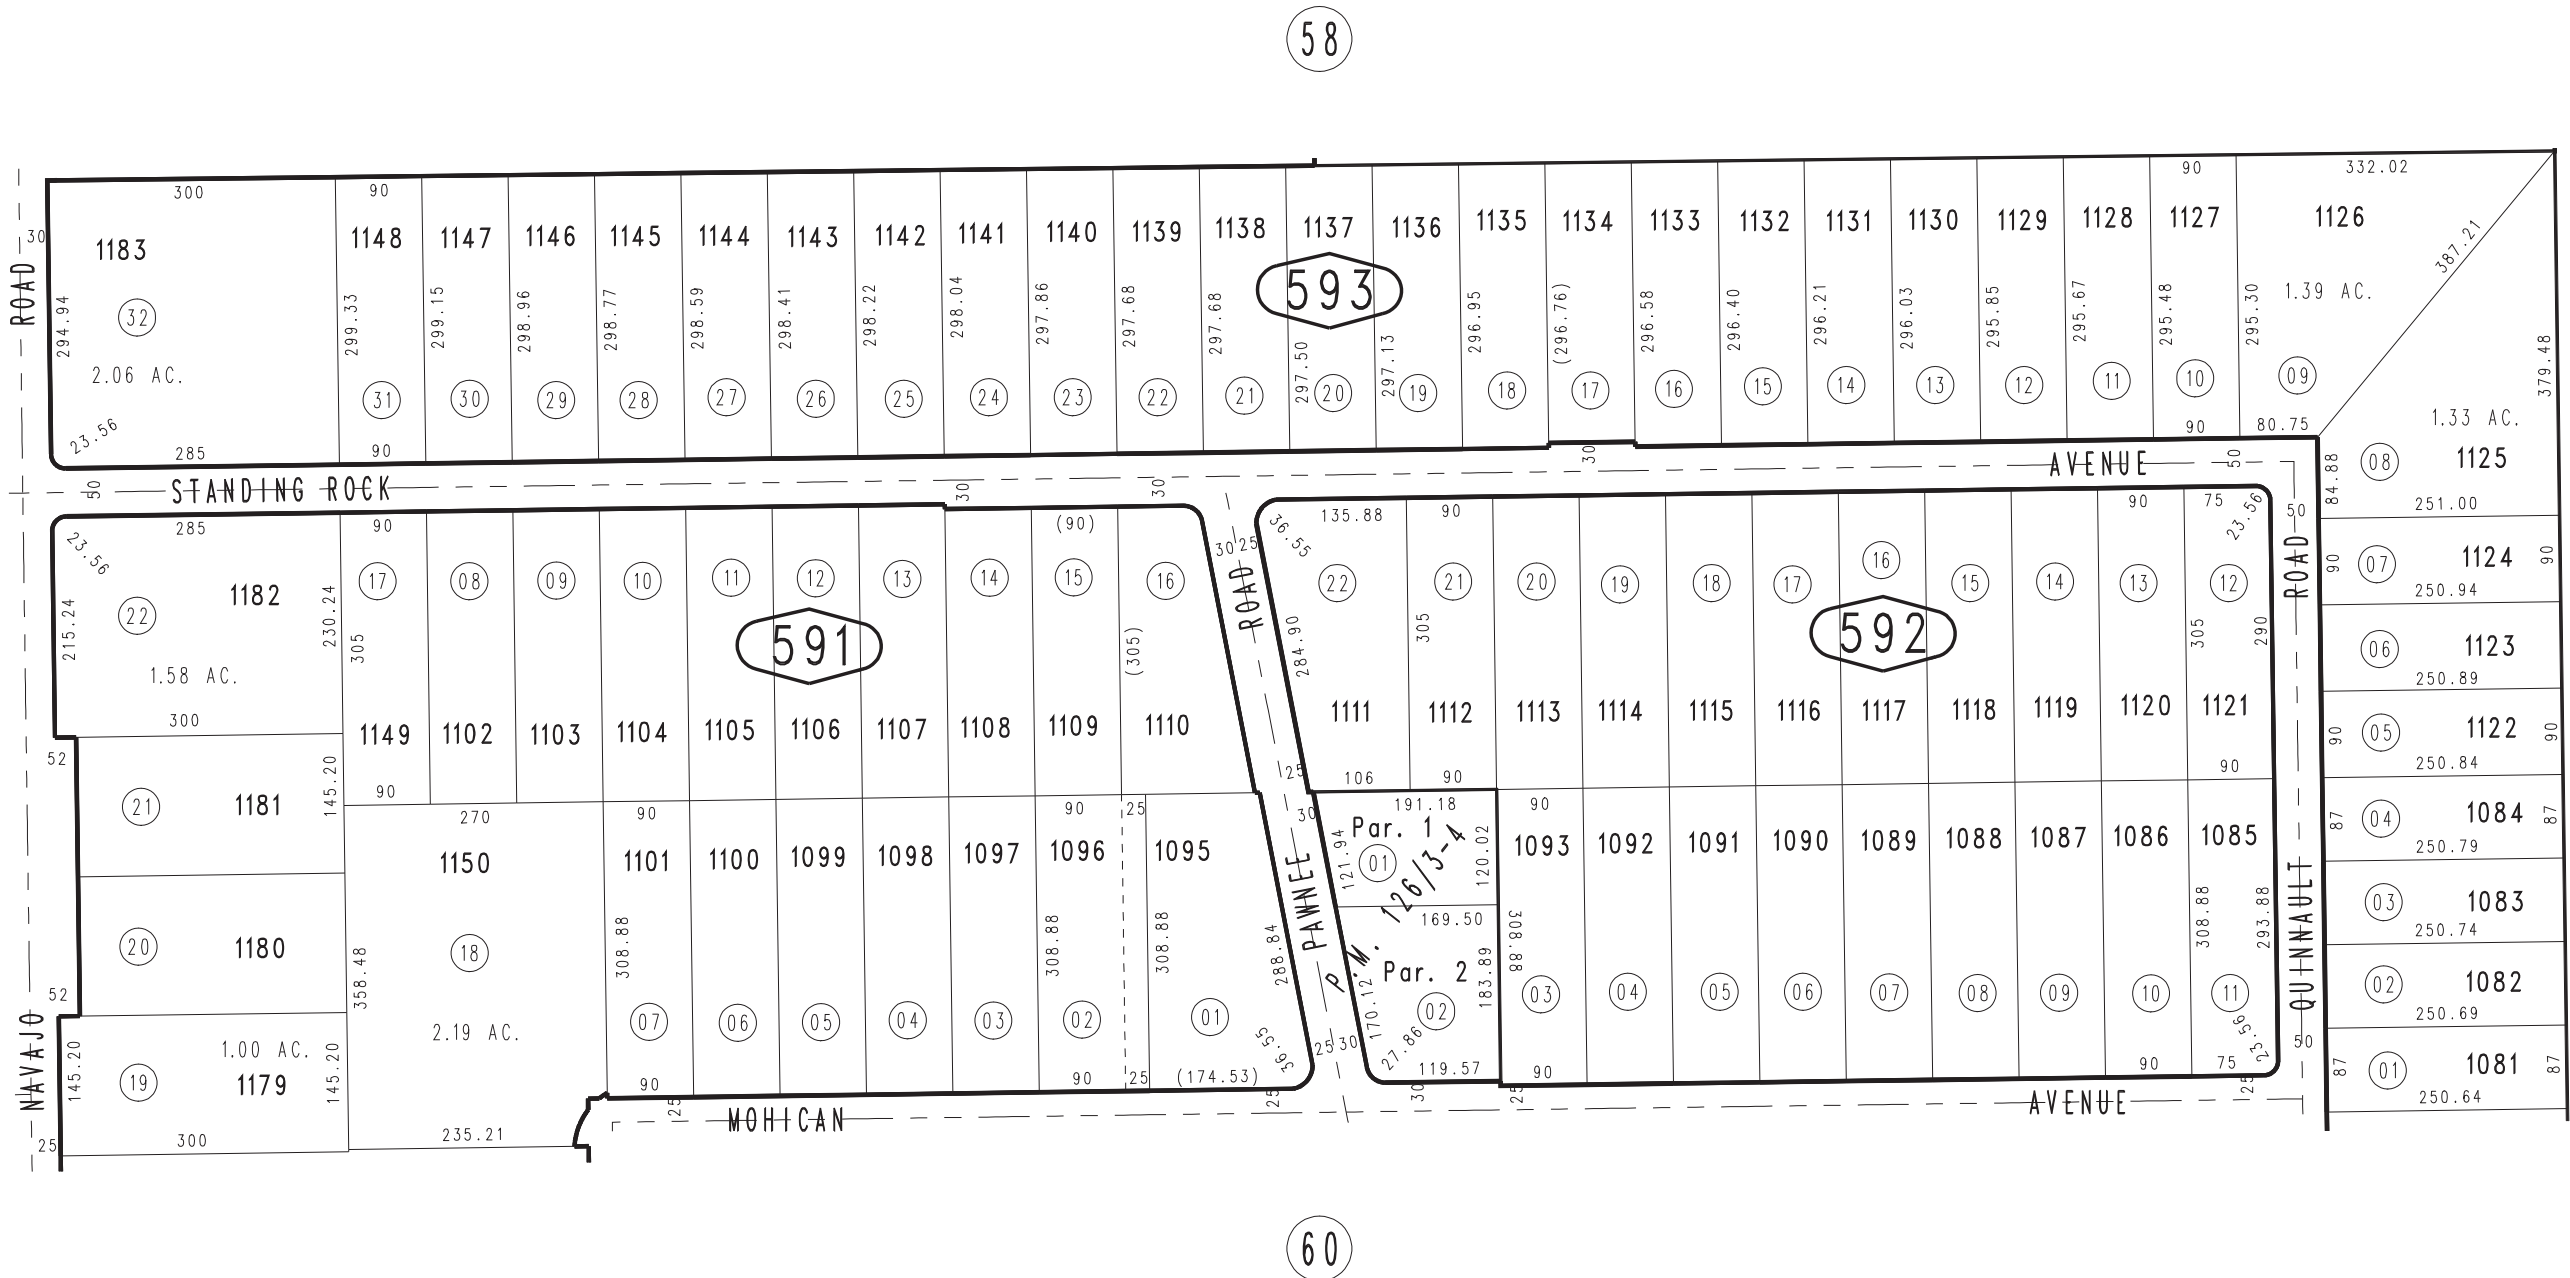 58
300 90 90 332.02
1183 1148 1147 1146 1145 1144 1143 1142 1141 1140 1139 1138 1137 1136 1135 1134 1133 1132 1131 1130 1129 1128 1127 1126
30
ROAD
593
387.21
1.39 AC.
294.94 299.33 299.15 298.96 298.77 298.59 298.41 298.22 298.04 297.86 297.68 297.68 297.50 297.13 296.95 (296.76) 296.58 296.40 296.21 296.03 295.85 295.67 295.48 295.30 379.48
2.06 AC.
32 31 30 29 28 27 26 25 24 23 22 21 20 19 18 17 16 15 14 13 12 11 10 09
23.56 285 90 90 80.75
1.33 AC.
84.88 08 1125
251.00
50 STANDING ROCK 30 30 30 AVENUE 50
285 90 (90) 135.88 90 90 75
23.56 36.55 23.56 50
30 25
22 1182 17 08 09 10 11 12 13 14 15 16
215.24 230.24 305 (305)
591
1.58 AC.
300
1149 1102 1103 1104 1105 1106 1107 1108 1109 1110
90
ROAD
22 21 20 19 18 17 16 15 14 13 12
284.90 305 305 290
592
1111 1112 1113 1114 1115 1116 1117 1118 1119 1120 1121
25 106 90 90
ROAD
90 07 1124 90
250.94
06 1123
250.89
90 05 1122 90
250.84
87 04 1084 87
250.79
03 1083
250.74
02 1082
250.69
87 01 1081 87
250.64
52
21 1181 145.20
20 1180
52
1.00 AC.
145.20 19 1179 145.20
25 300
NAVAJO
270
1150
358.48 18
2.19 AC.
235.21
90 90 25
1101 1100 1099 1098 1097 1096 1095
308.88 308.88 308.88 288.84
07 06 05 04 03 02 01
36.55
90 90 25 (174.53)
30
PAWNEE
25 30
191.18
Par. 1
121.94 01 120.02
P.M. 126/3-4
169.50
Par. 2
170.12 02 183.89
27.86
119.57
90
1093 1092 1091 1090 1089 1088 1087 1086 1085
308.88 308.88 293.88
03 04 05 06 07 08 09 10 11
23.56
90 90 75
QUINNAULT
50
25 MOHICAN 25 30 25 AVENUE 25
60